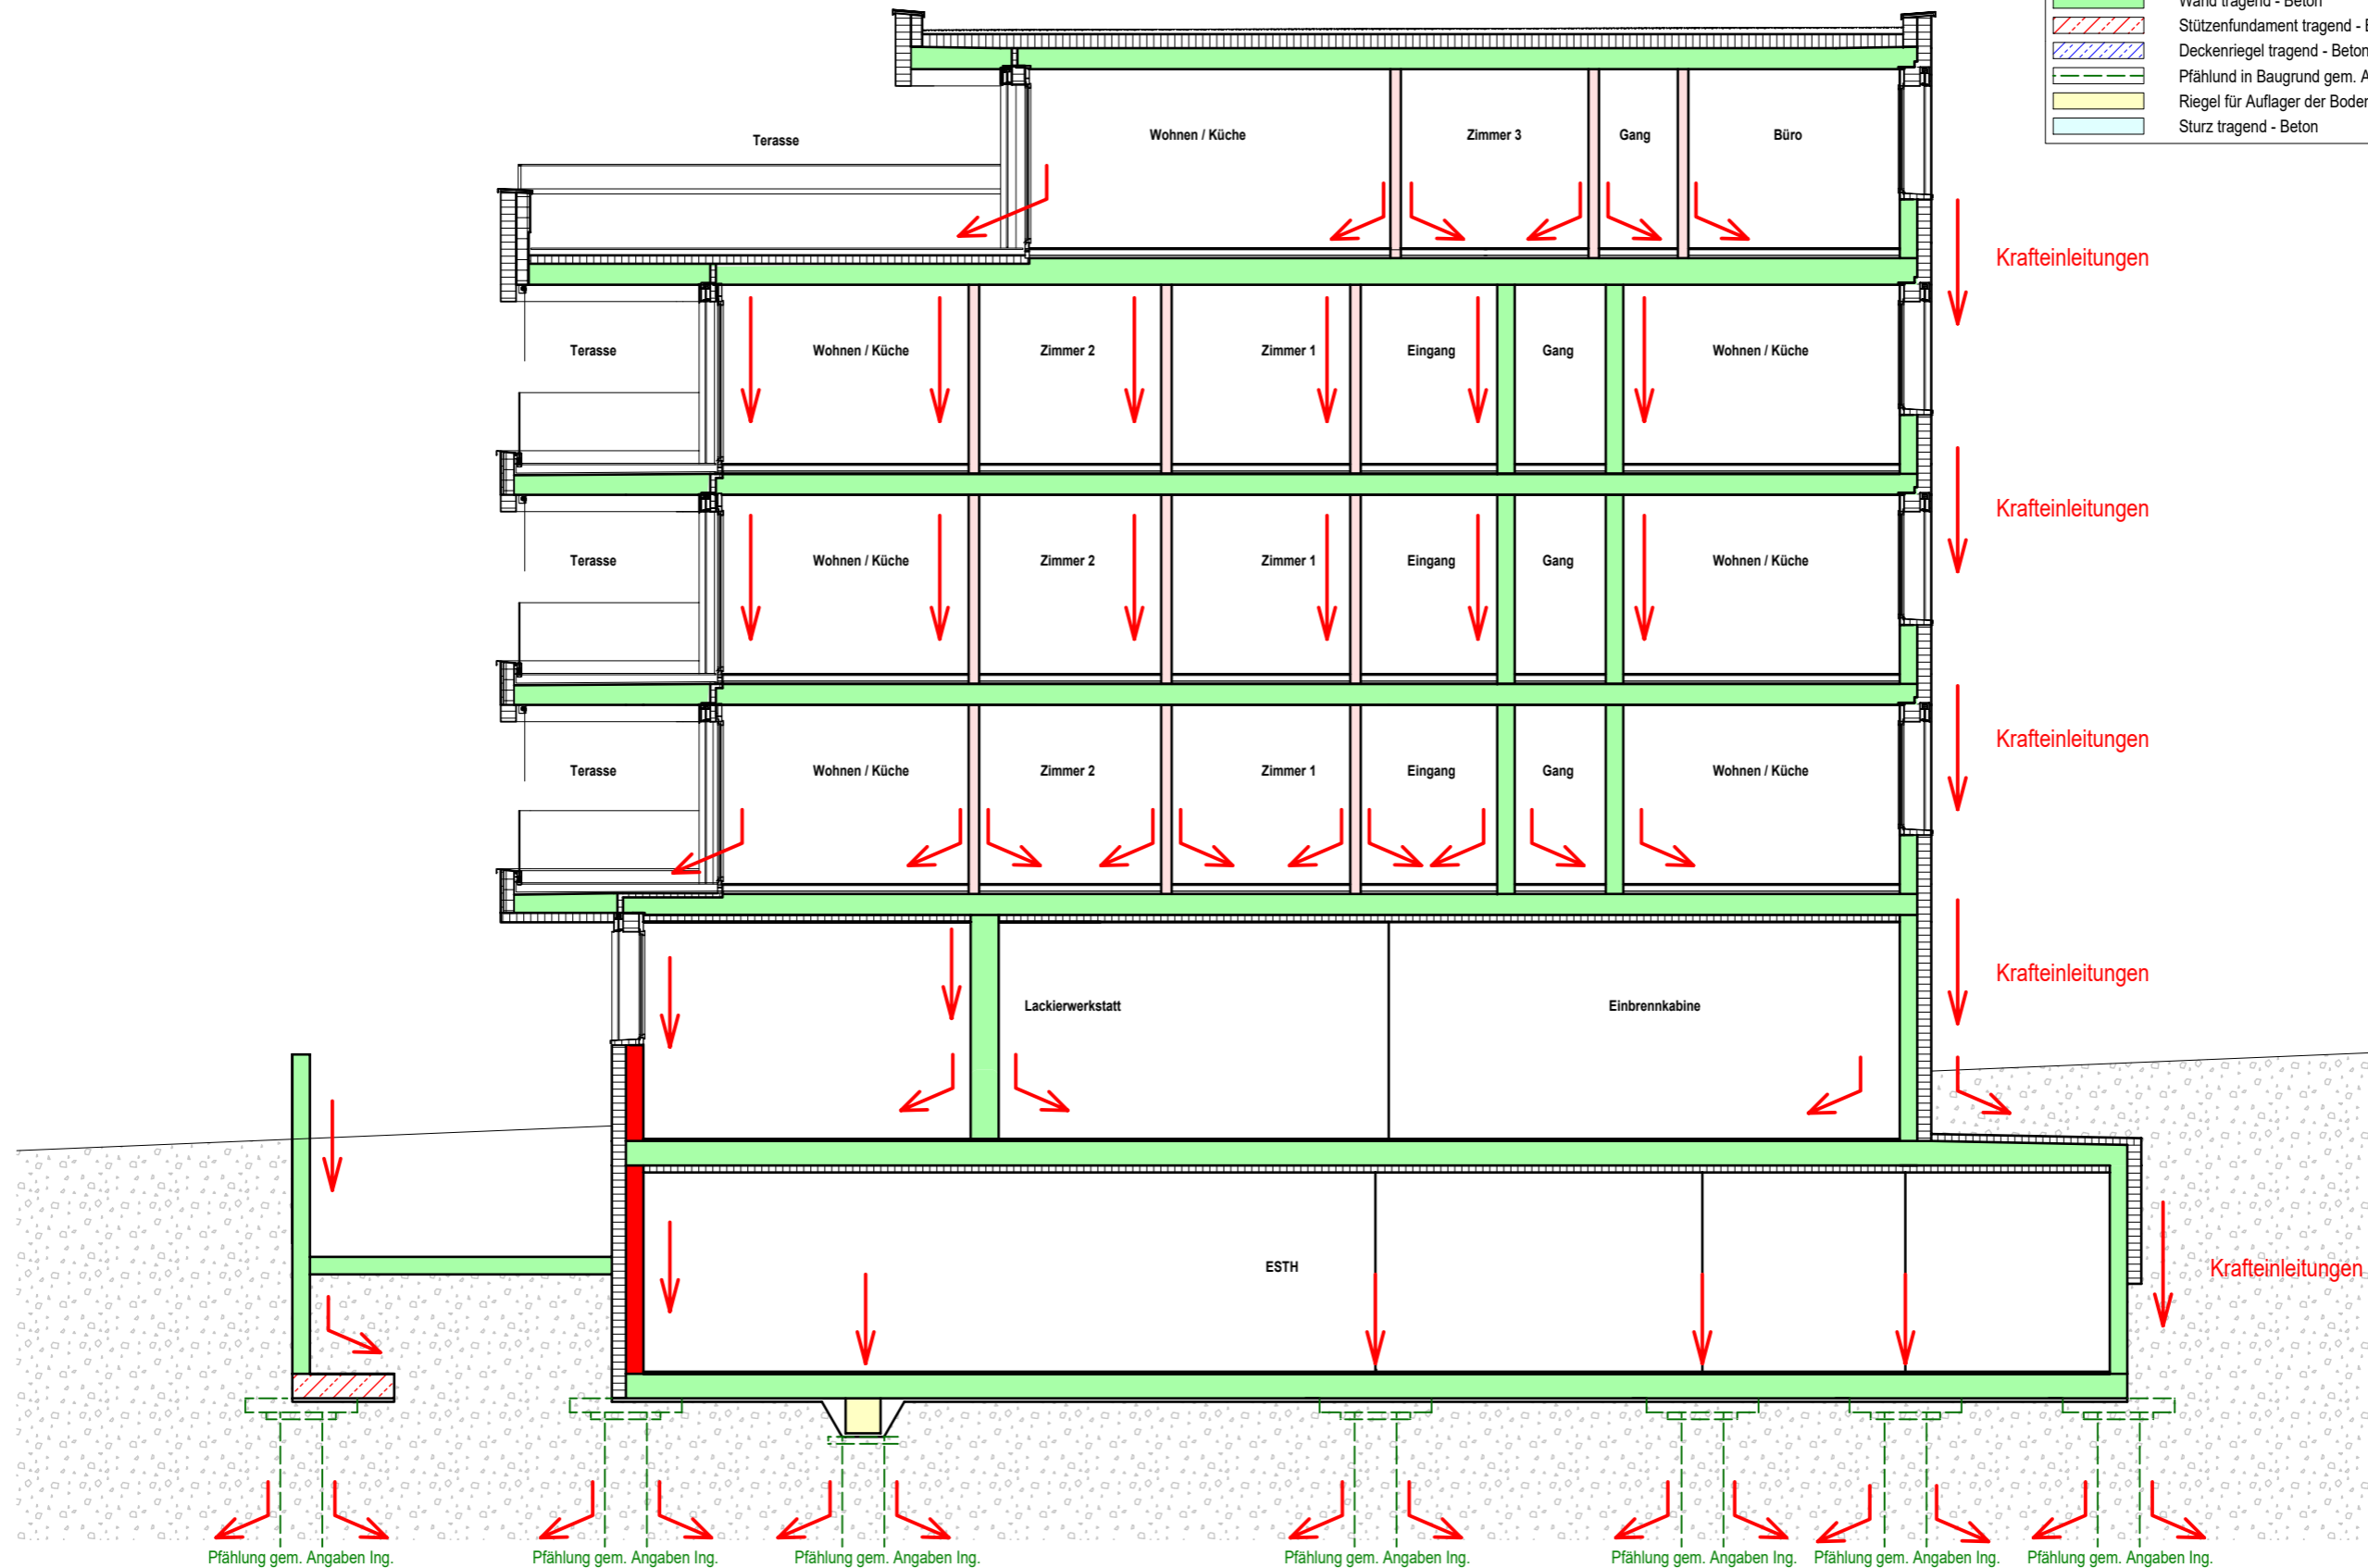 Wand tragend - Beton
Stützenfundament tragend -
Deckenriegel tragend - Beton
Pfählund in Baugrund gem.
Riegel für Auflager der
Sturz tragend - Beton
Terasse
Wohnen / Küche
Zimmer 3
Gang
Büro
Krafteinleitungen
Terasse
Wohnen / Küche
Zimmer 2
Zimmer 1
Eingang
Gang
Wohnen / Küche
Krafteinleitungen
Terasse
Wohnen / Küche
Zimmer 2
Zimmer 1
Eingang
Gang
Wohnen / Küche
Krafteinleitungen
Terasse
Wohnen / Küche
Zimmer 2
Zimmer 1
Eingang
Gang
Wohnen / Küche
Krafteinleitungen
Lackierwerkstatt
Einbrennkabine
ESTH
Krafteinleitungen
Pfählung gem. Angaben Ing.
Pfählung gem. Angaben Ing.
Pfählung gem. Angaben Ing.
Pfählung gem. Angaben Ing.
Pfählung gem. Angaben Ing.
Pfählung gem. Angaben Ing.
Pfählung gem. Angaben Ing.